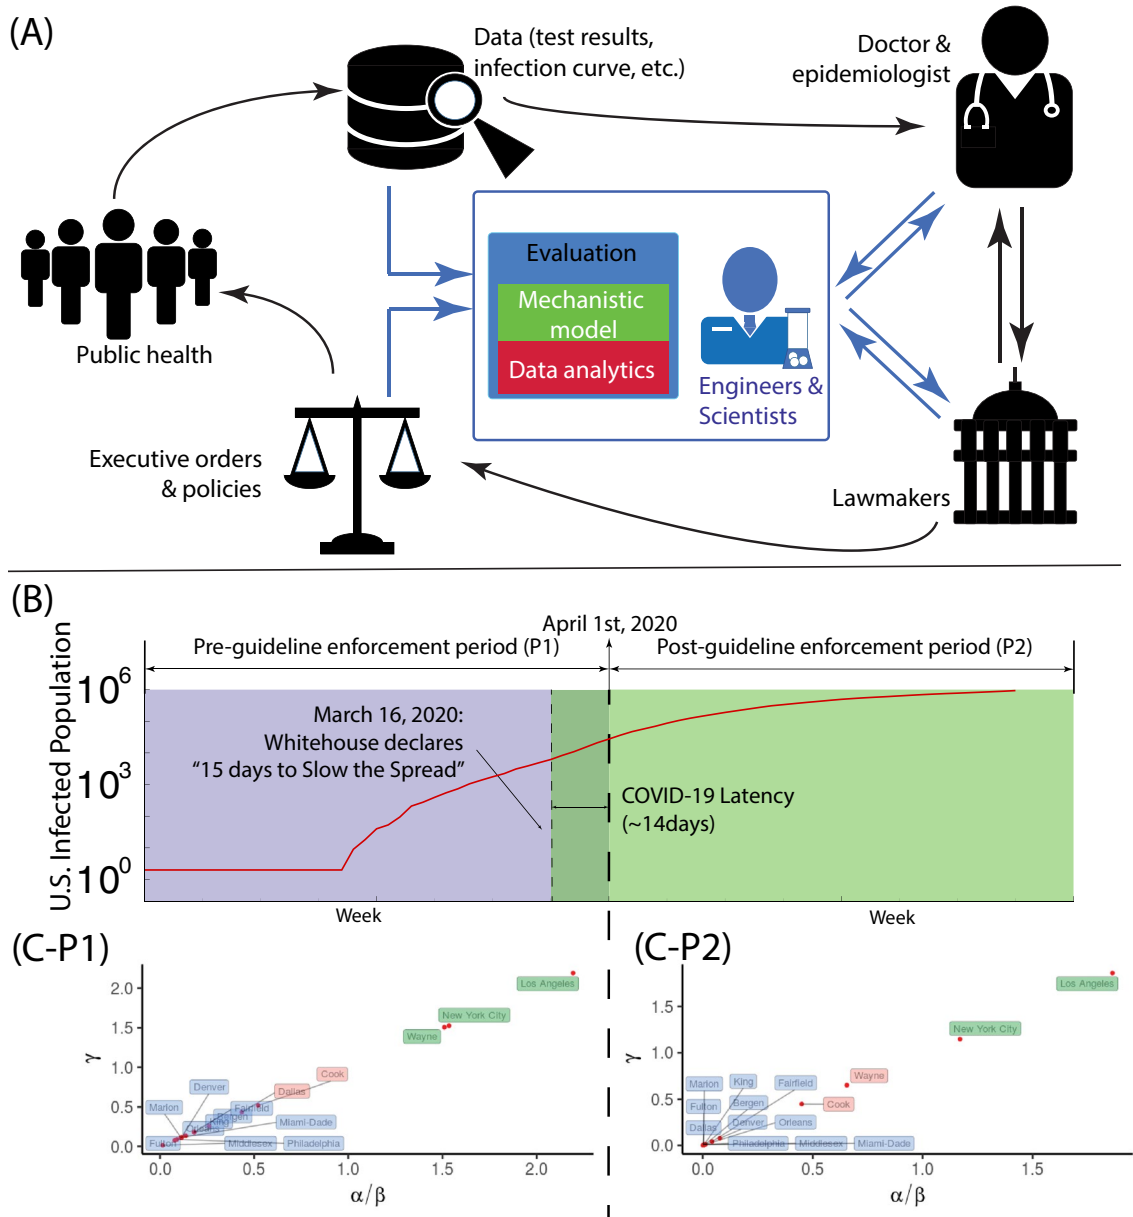 (A)
Data (test results,
infection curve, etc.)
Doctor &
epidemiologist
Evaluation
Mechanistic
model
Data analytics
Engineers &
Scientists
Public health
Executive orders
& policies
Lawmakers
(B)
April 1st, 2020
Pre-guideline enforcement period (P1)
Post-guideline enforcement period (P2)
U.S. Infected Population
10^6
10^3
10^0
March 16, 2020:
Whitehouse declares
“15 days to Slow the Spread”
COVID-19 Latency
(~14days)
Week
Week
(C-P1)
γ
2.0
1.5
1.0
0.5
0.0
Los Angeles
New York City
Wayne
Cook
Dallas
Denver
Marion
Fairfield
Bergen
King
Orleans
Miami-Dade
Fulton
Middlesex
Philadelphia
0.0 0.5 1.0 1.5 2.0
α/β
(C-P2)
γ
1.5
1.0
0.5
0.0
Los Angeles
New York City
Wayne
Cook
Marion
King
Fairfield
Fulton
Bergen
Dallas
Denver
Orleans
Philadelphia
Middlesex
Miami-Dade
0.0 0.5 1.0 1.5
α/β